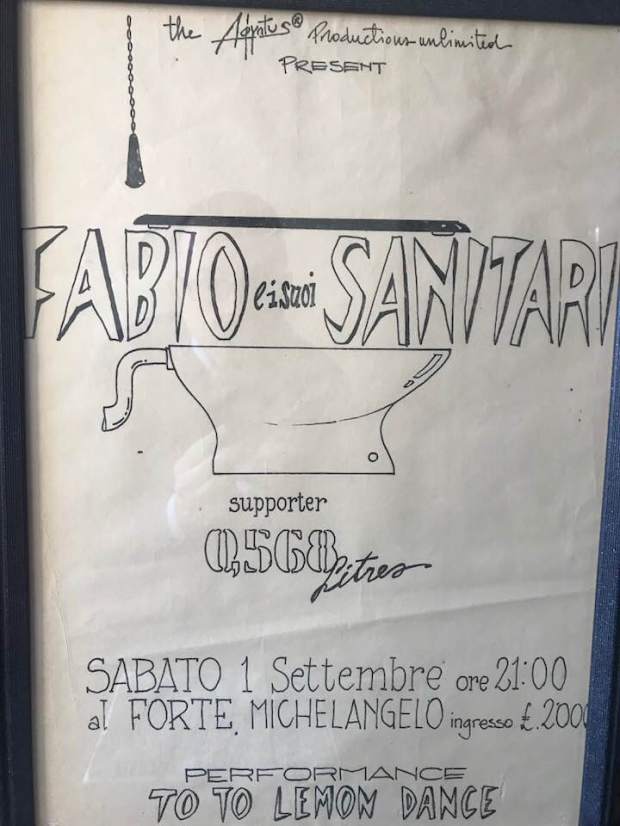 the Productions unlimited
PRESENT
FABIO e i suoi SANITARI
supporter
0,568 Litres
SABATO 1 Settembre ore 21:00
al FORTE MICHELANGELO ingresso £.2000
PERFORMANCE
TO TO LEMON DANCE